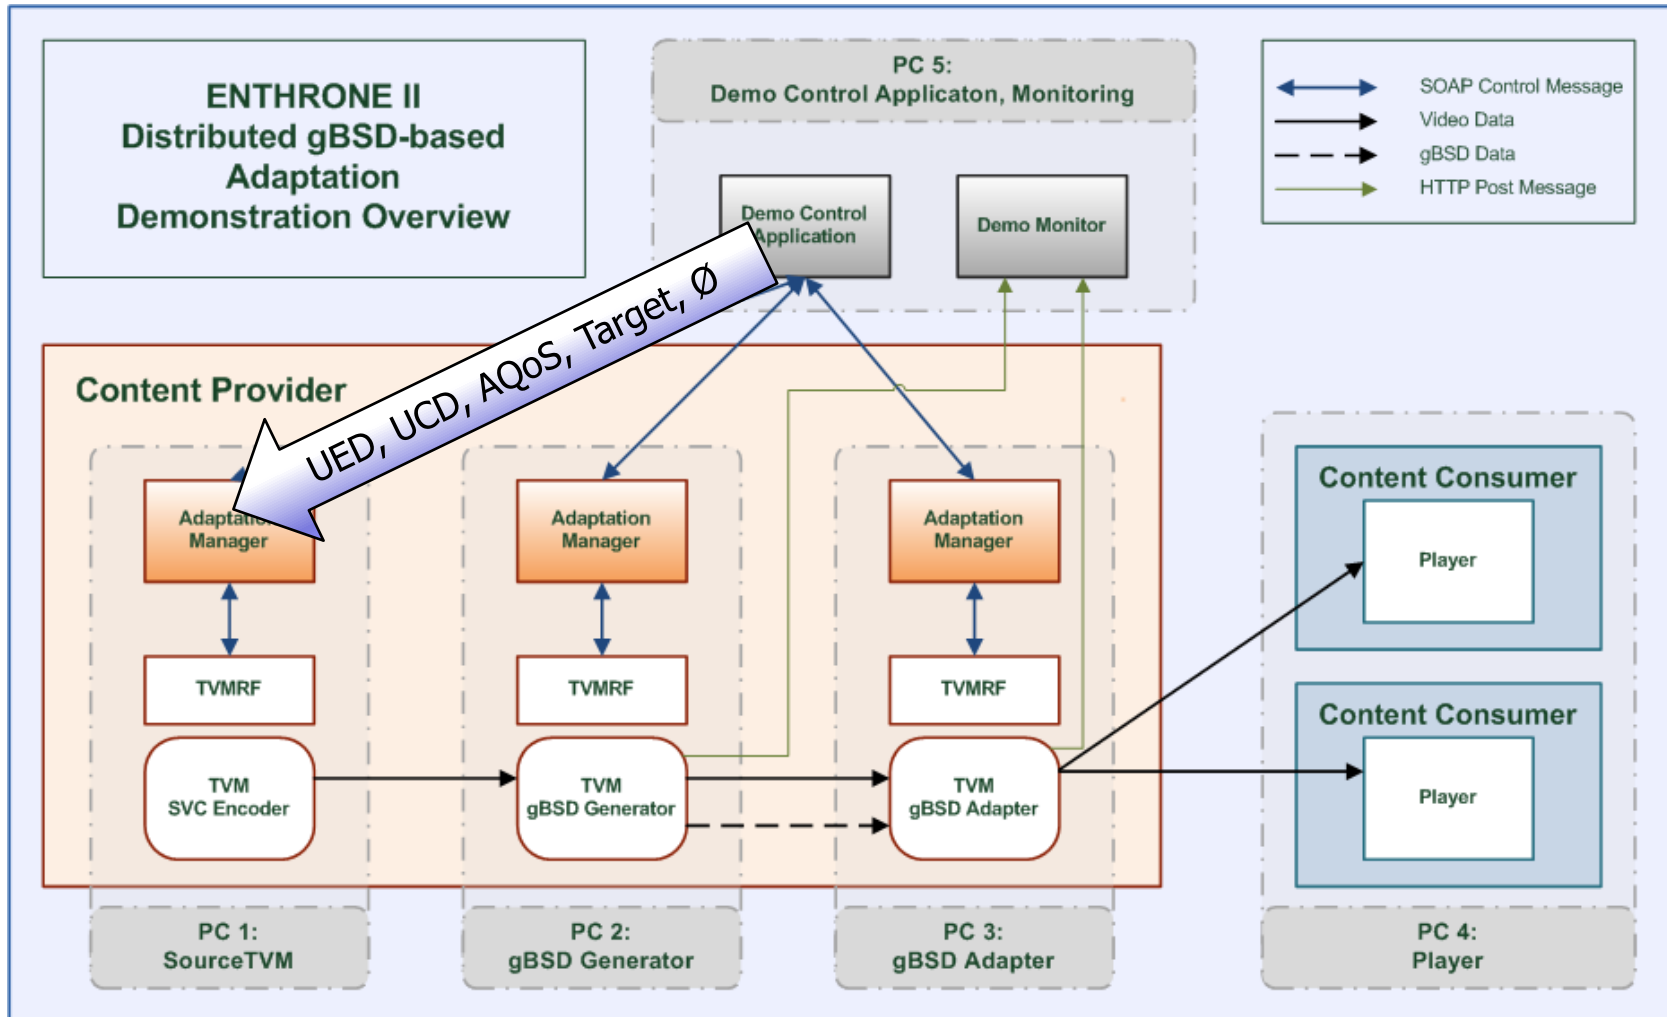 ENTHRONE II
Distributed gBSD-based
Adaptation
Demonstration Overview
PC 5:
Demo Control Applicaton, Monitoring
Demo Control
Application
Demo Monitor
SOAP Control Message
Video Data
gBSD Data
HTTP Post Message
UED, UCD, AQoS, Target, Ø
Content Provider
Adaptation
Manager
Adaptation
Manager
Adaptation
Manager
TVMRF
TVMRF
TVMRF
TVM
SVC Encoder
TVM
gBSD Generator
TVM
gBSD Adapter
Content Consumer
Player
Content Consumer
Player
PC 1:
SourceTVM
PC 2:
gBSD Generator
PC 3:
gBSD Adapter
PC 4:
Player